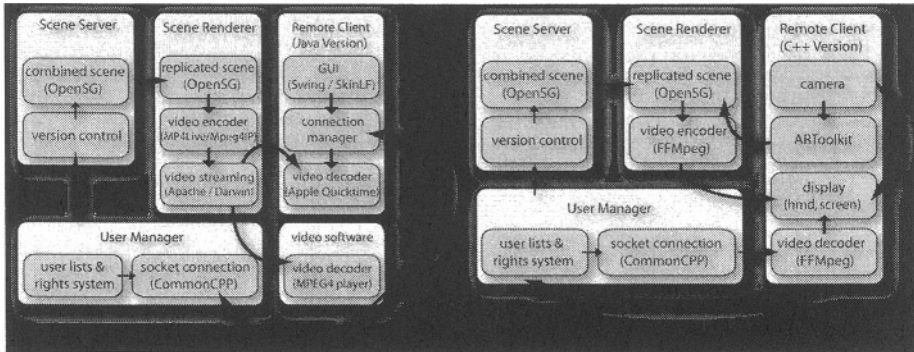 Scene Server
combined scene
(OpenSG)
version control
Scene Renderer
replicated scene
(OpenSG)
video encoder
(MP4Live/Mpeg4IP)
video streaming
(Apache / Darwin)
Remote Client
(Java Version)
GUI
(Swing / SkinLF)
connection
manager
video decoder
(Apple Quicktime)
User Manager
user lists &
rights system
socket connection
(CommonCPP)
video software
video decoder
(MPEG4 player)
Scene Server
combined scene
(OpenSG)
version control
Scene Renderer
replicated scene
(OpenSG)
video encoder
(FFMpeg)
Remote Client
(C++ Version)
camera
ARToolkit
display
(hmd, screen)
video decoder
(FFMpeg)
User Manager
user lists &
rights system
socket connection
(CommonCPP)